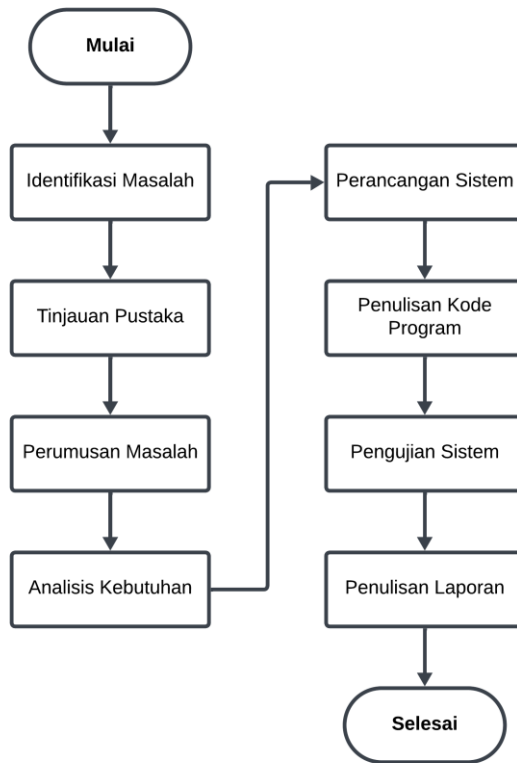 Mulai
Identifikasi Masalah
Tinjauan Pustaka
Perumusan Masalah
Analisis Kebutuhan
Perancangan Sistem
Penulisan Kode
Program
Pengujian Sistem
Penulisan Laporan
Selesai